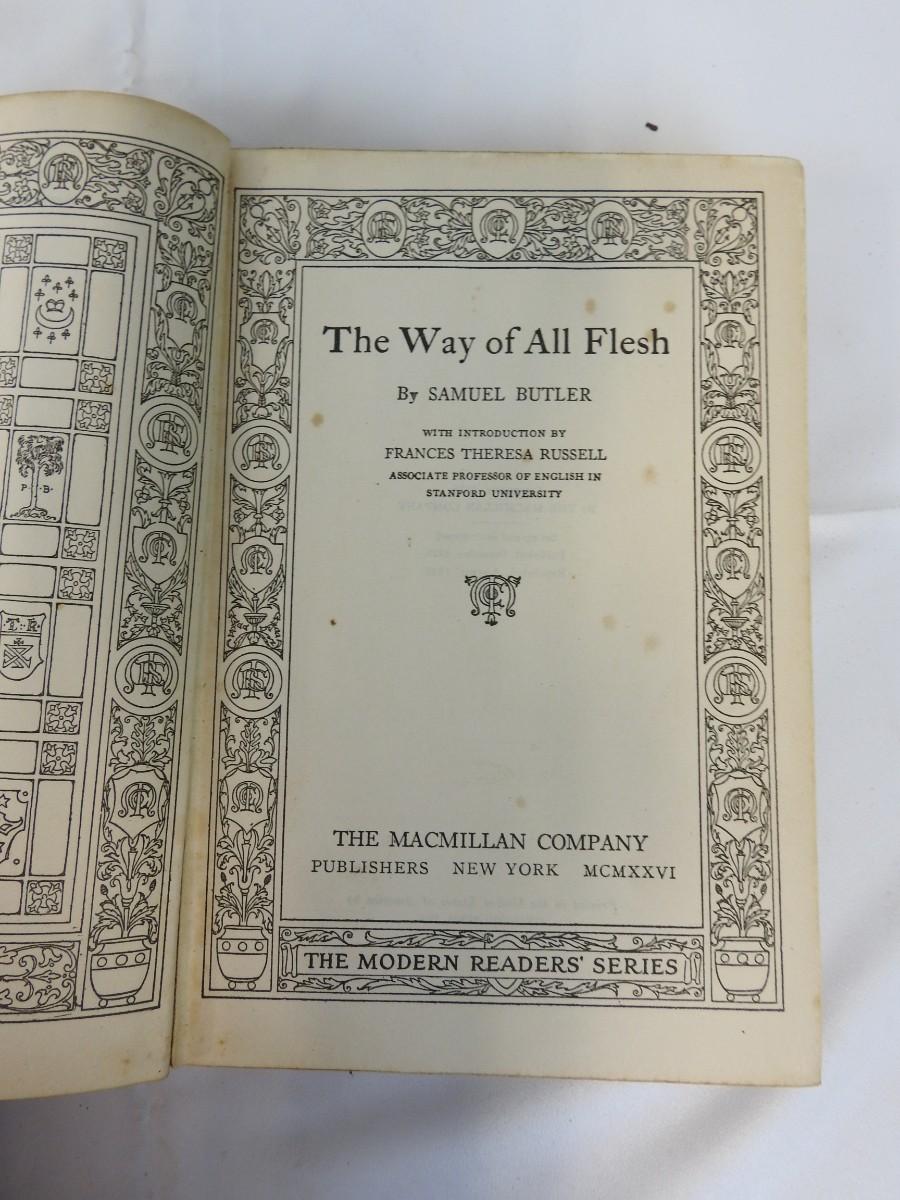 The Way of All Flesh
By SAMUEL BUTLER
WITH INTRODUCTION BY
FRANCES THERESA RUSSELL
ASSOCIATE PROFESSOR OF ENGLISH IN
STANFORD UNIVERSITY
THE MACMILLAN COMPANY
PUBLISHERS NEW YORK MCMXXVI
THE MODERN READERS' SERIES
P. B.
T. R.